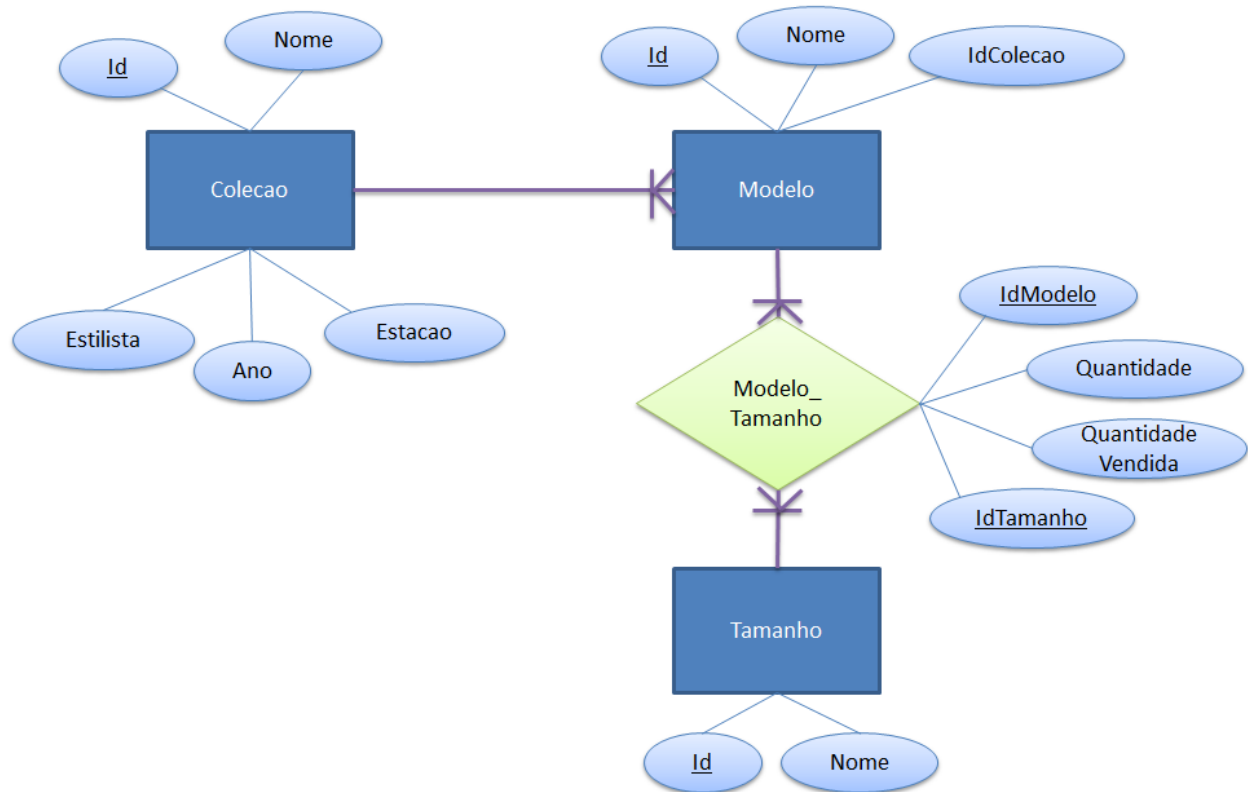 Id
Nome
Id
Nome
IdColecao
Colecao
Modelo
Estilista
Ano
Estacao
IdModelo
Quantidade
Modelo_
Tamanho
Quantidade
Vendida
IdTamanho
Tamanho
Id
Nome